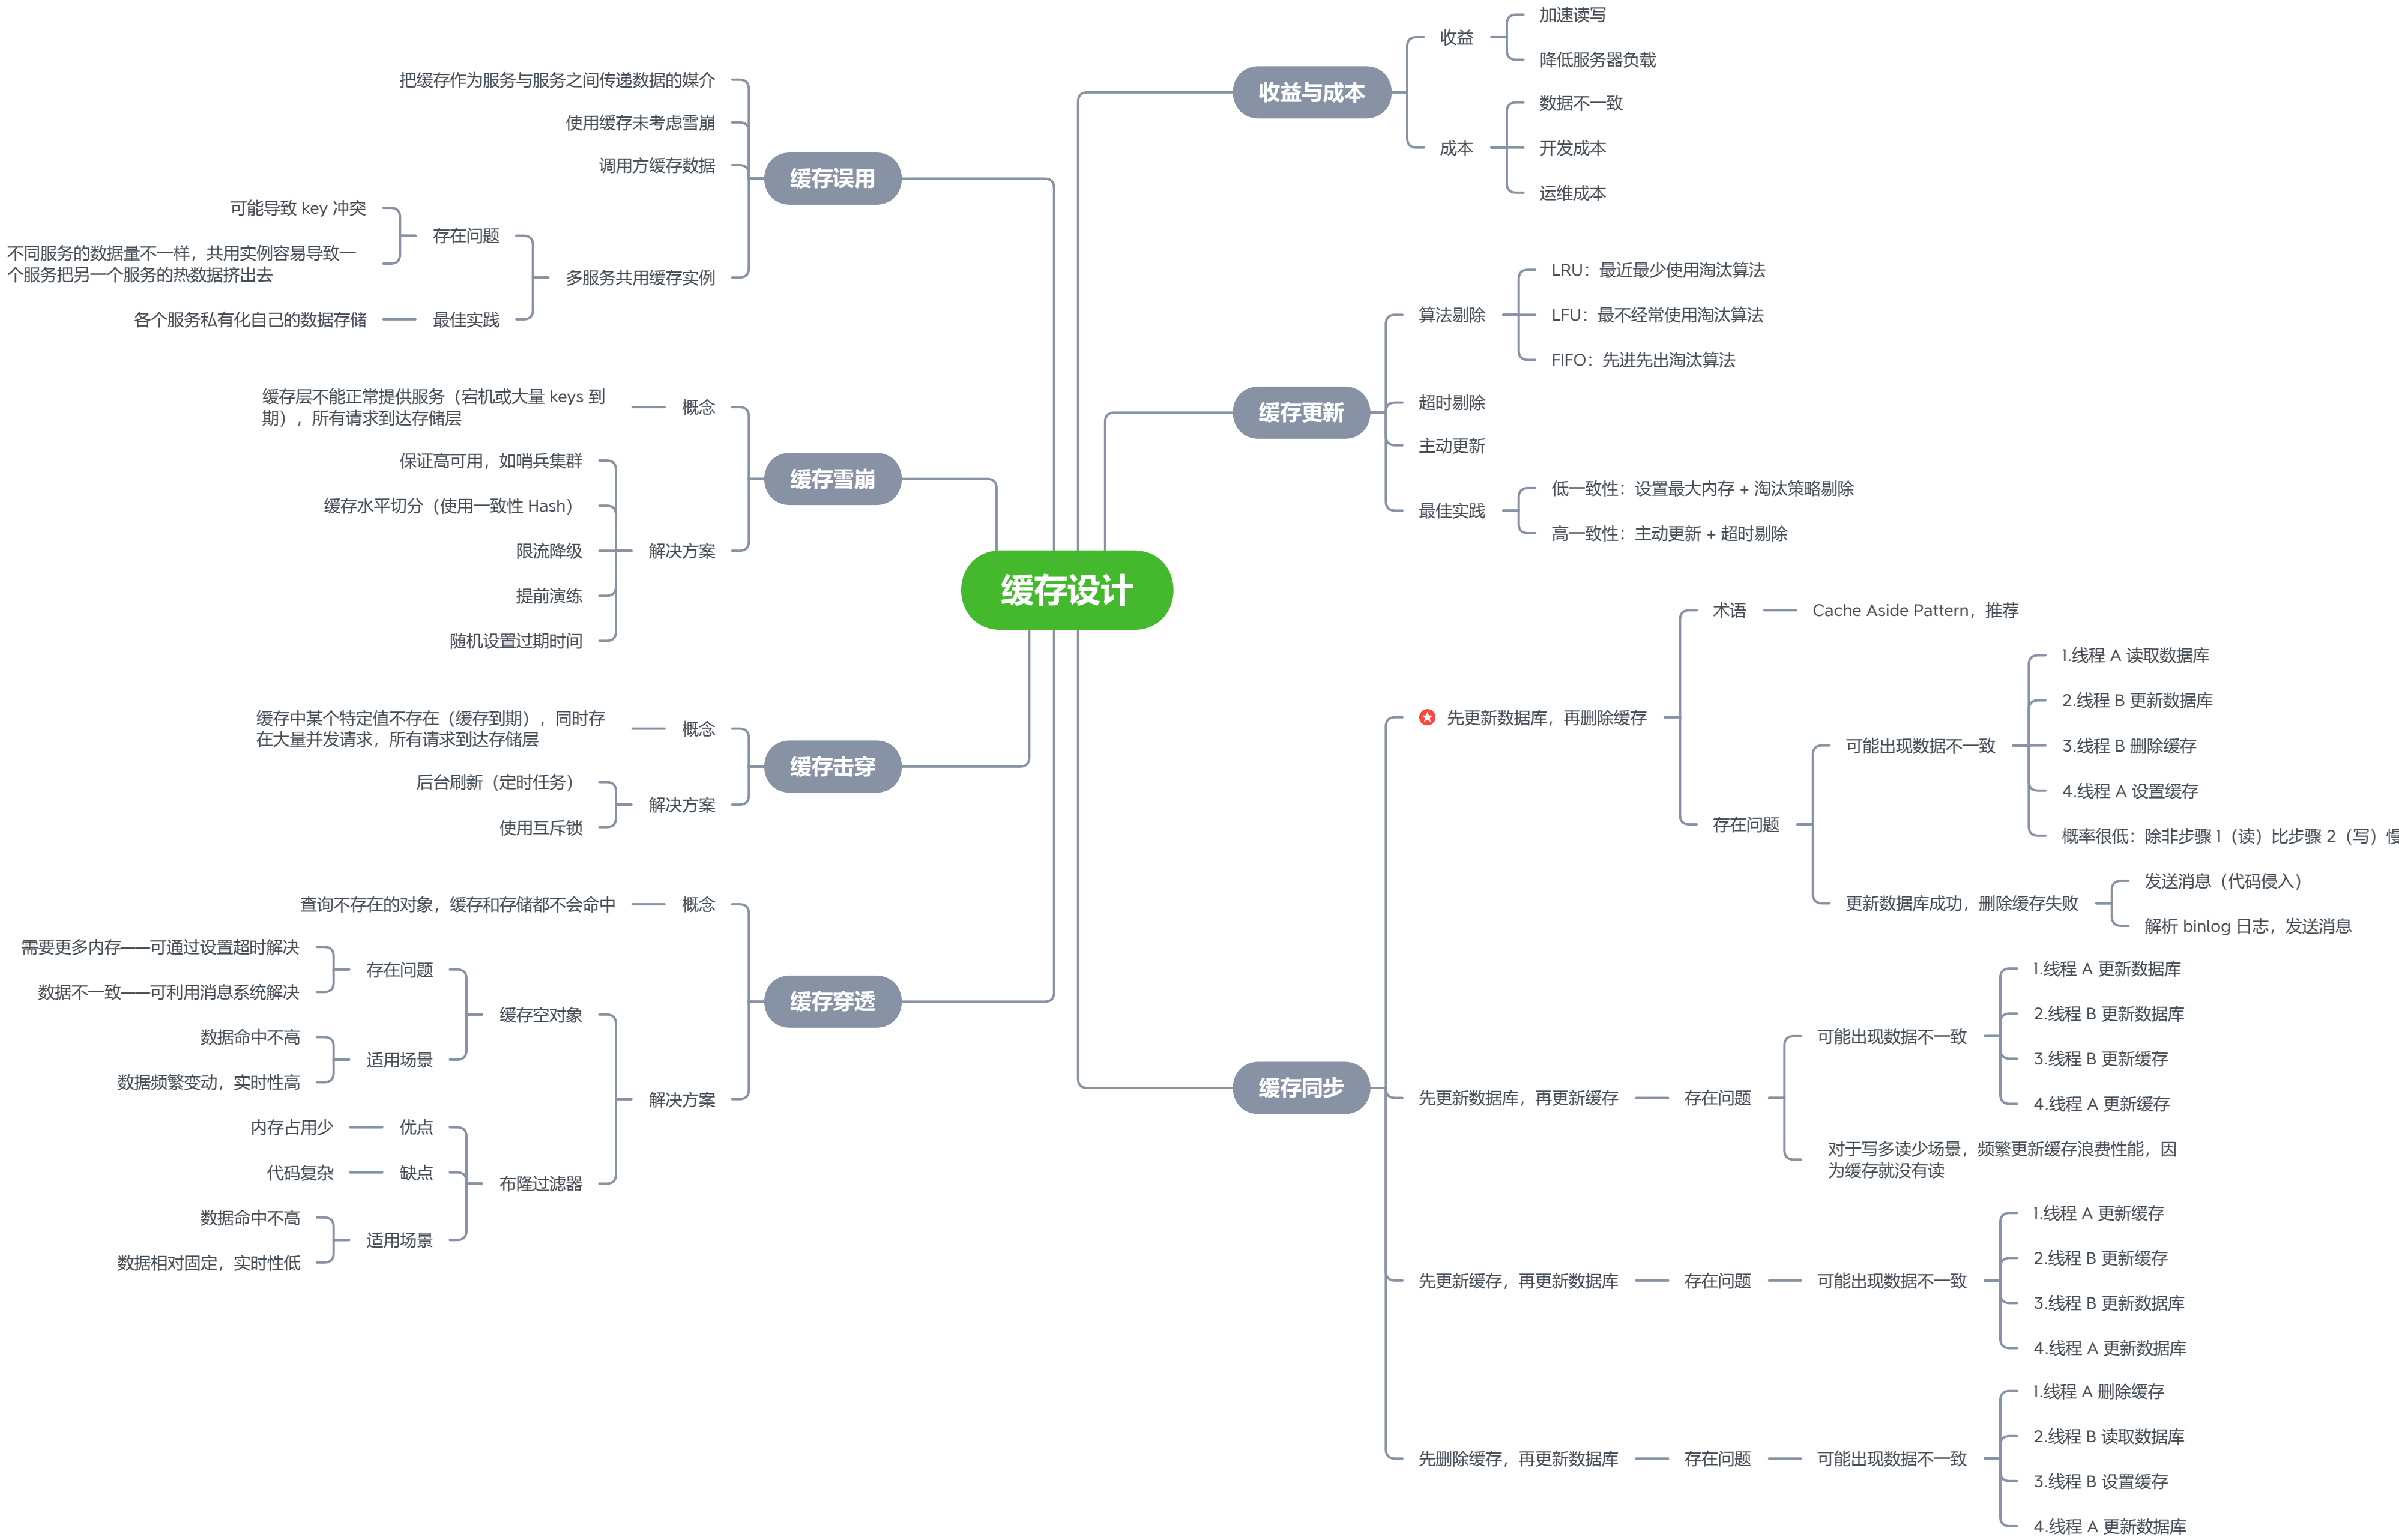 缓存设计
收益与成本
收益
加速读写
降低服务器负载
成本
数据不一致
开发成本
运维成本
缓存更新
算法剔除
LRU：最近最少使用淘汰算法
LFU：最不经常使用淘汰算法
FIFO：先进先出淘汰算法
超时剔除
主动更新
最佳实践
低一致性：设置最大内存 + 淘汰策略剔除
高一致性：主动更新 + 超时剔除
缓存同步
先更新数据库，再删除缓存
术语
Cache Aside Pattern，推荐
存在问题
可能出现数据不一致
1.线程 A 读取数据库
2.线程 B 更新数据库
3.线程 B 删除缓存
4.线程 A 设置缓存
概率很低：除非步骤 1（读）比步骤 2（写）慢
更新数据库成功，删除缓存失败
发送消息（代码侵入）
解析 binlog 日志，发送消息
先更新数据库，再更新缓存
存在问题
可能出现数据不一致
1.线程 A 更新数据库
2.线程 B 更新数据库
3.线程 B 更新缓存
4.线程 A 更新缓存
对于写多读少场景，频繁更新缓存浪费性能，因
为缓存就没有读
先更新缓存，再更新数据库
存在问题
可能出现数据不一致
1.线程 A 更新缓存
2.线程 B 更新缓存
3.线程 B 更新数据库
4.线程 A 更新数据库
先删除缓存，再更新数据库
存在问题
可能出现数据不一致
1.线程 A 删除缓存
2.线程 B 读取数据库
3.线程 B 设置缓存
4.线程 A 更新数据库
缓存误用
把缓存作为服务与服务之间传递数据的媒介
使用缓存未考虑雪崩
调用方缓存数据
多服务共用缓存实例
存在问题
可能导致 key 冲突
不同服务的数据量不一样，共用实例容易导致一
个服务把另一个服务的热数据挤出去
最佳实践
各个服务私有化自己的数据存储
缓存雪崩
概念
缓存层不能正常提供服务（宕机或大量 keys 到
期），所有请求到达存储层
解决方案
保证高可用，如哨兵集群
缓存水平切分（使用一致性 Hash）
限流降级
提前演练
随机设置过期时间
缓存击穿
概念
缓存中某个特定值不存在（缓存到期），同时存
在大量并发请求，所有请求到达存储层
解决方案
后台刷新（定时任务）
使用互斥锁
缓存穿透
概念
查询不存在的对象，缓存和存储都不会命中
解决方案
缓存空对象
存在问题
需要更多内存——可通过设置超时解决
数据不一致——可利用消息系统解决
适用场景
数据命中不高
数据频繁变动，实时性高
布隆过滤器
优点
内存占用少
缺点
代码复杂
适用场景
数据命中不高
数据相对固定，实时性低